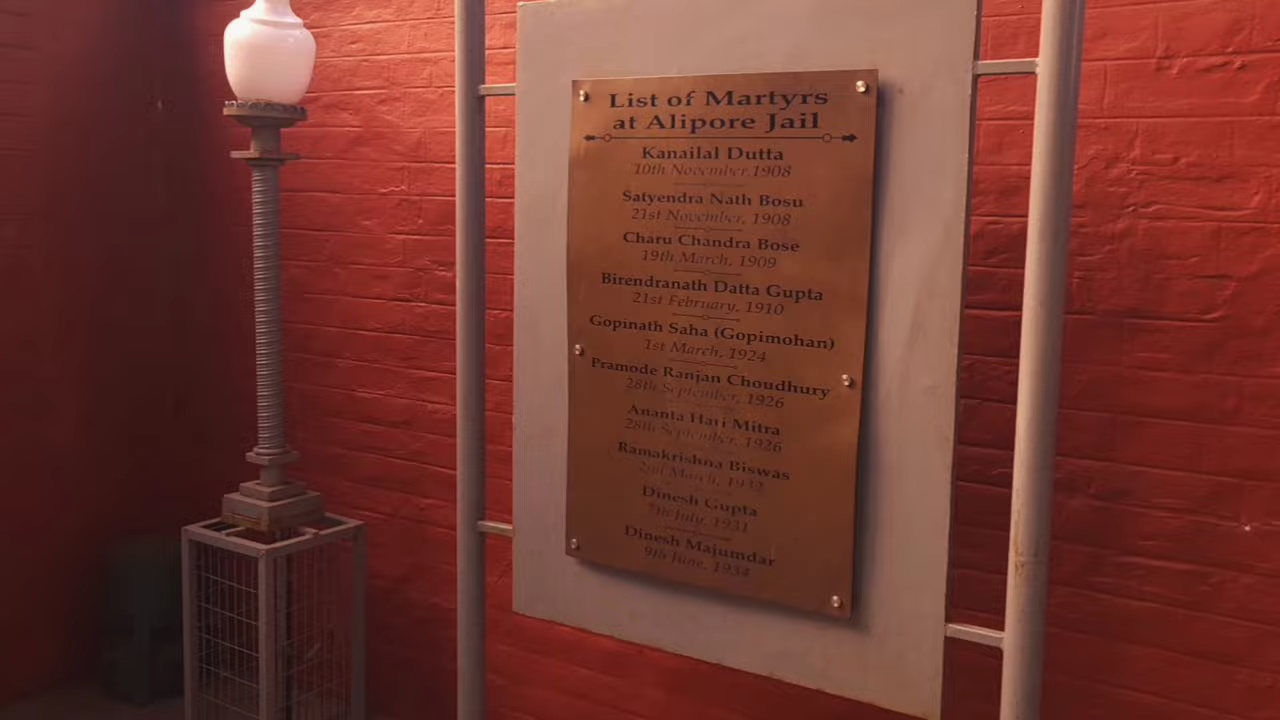 List of Martyrs
at Alipore Jail
Kanailal Dutta
10th November, 1908
Satyendra Nath Bosu
21st November, 1908
Charu Chandra Bose
19th March, 1909
Birendranath Datta Gupta
21st February, 1910
Gopinath Saha (Gopimohan)
1st March, 1924
Pramode Ranjan Choudhury
28th September, 1926
Ananta Hari Mitra
28th September, 1926
Ramakrishna Biswas
March, 1932
Dinesh Gupta
7th July, 1931
Dinesh Majumdar
9th June, 1934